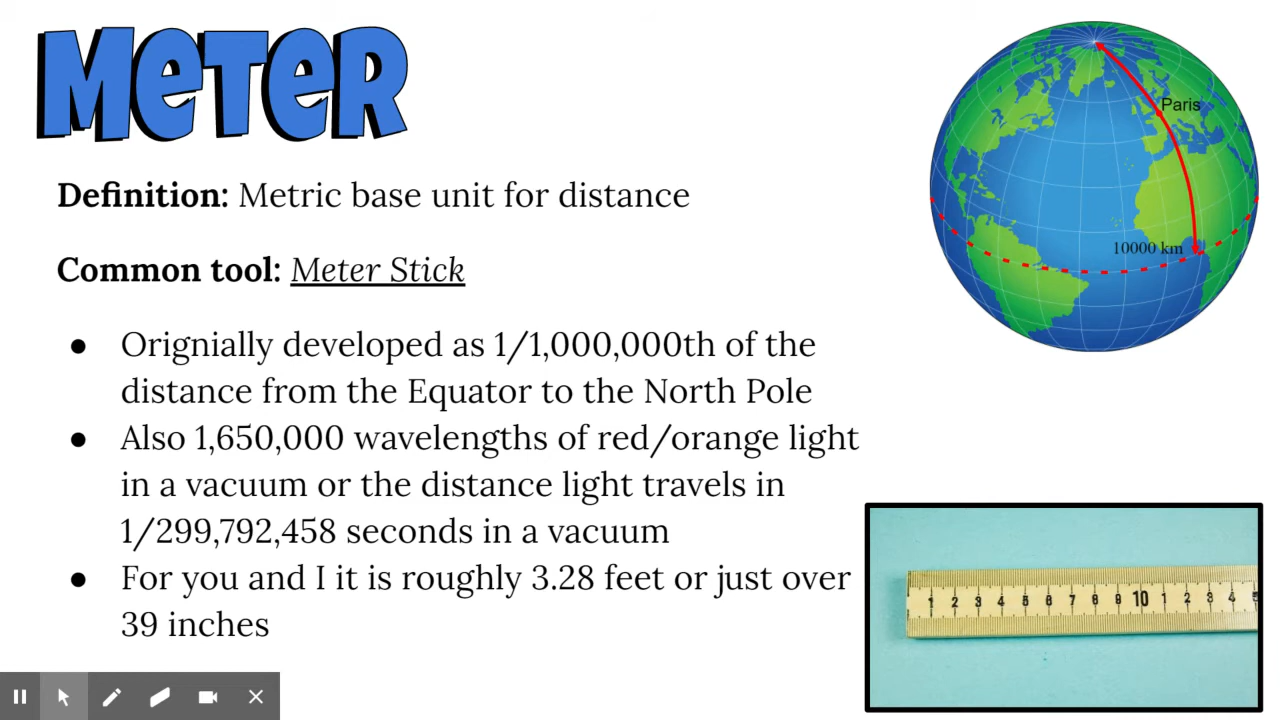 METER
Definition: Metric base unit for distance
Common tool: Meter Stick
● Orignially developed as 1/1,000,000th of the
distance from the Equator to the North Pole
● Also 1,650,000 wavelengths of red/orange light
in a vacuum or the distance light travels in
1/299,792,458 seconds in a vacuum
● For you and I it is roughly 3.28 feet or just over
39 inches
Paris
10000 km
1 2 3 4 5 6 7 8 9 10 1 2 3 4